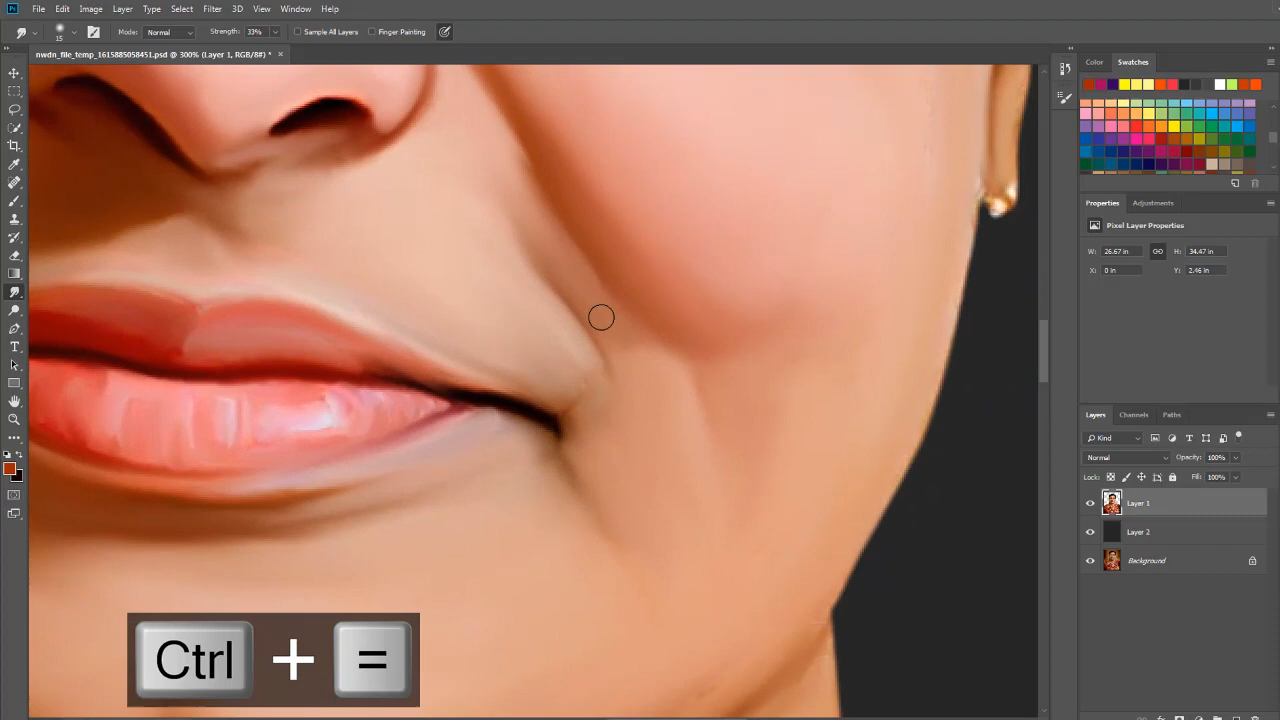 Ps File Edit Image Layer Type Select Filter 3D View Window Help
15 Mode: Normal Strength: 33% Sample All Layers Finger Painting
nwdn_file_temp_1615885058451.psd @ 300% (Layer 1, RGB/8#) * ×
Color Swatches
Properties Adjustments
Pixel Layer Properties
W: 26.67 in H: 34.47 in
X: 0 in Y: 2.46 in
Layers Channels Paths
Kind
Normal Opacity: 100%
Lock: Fill: 100%
Layer 1
Layer 2
Background
Ctrl + =